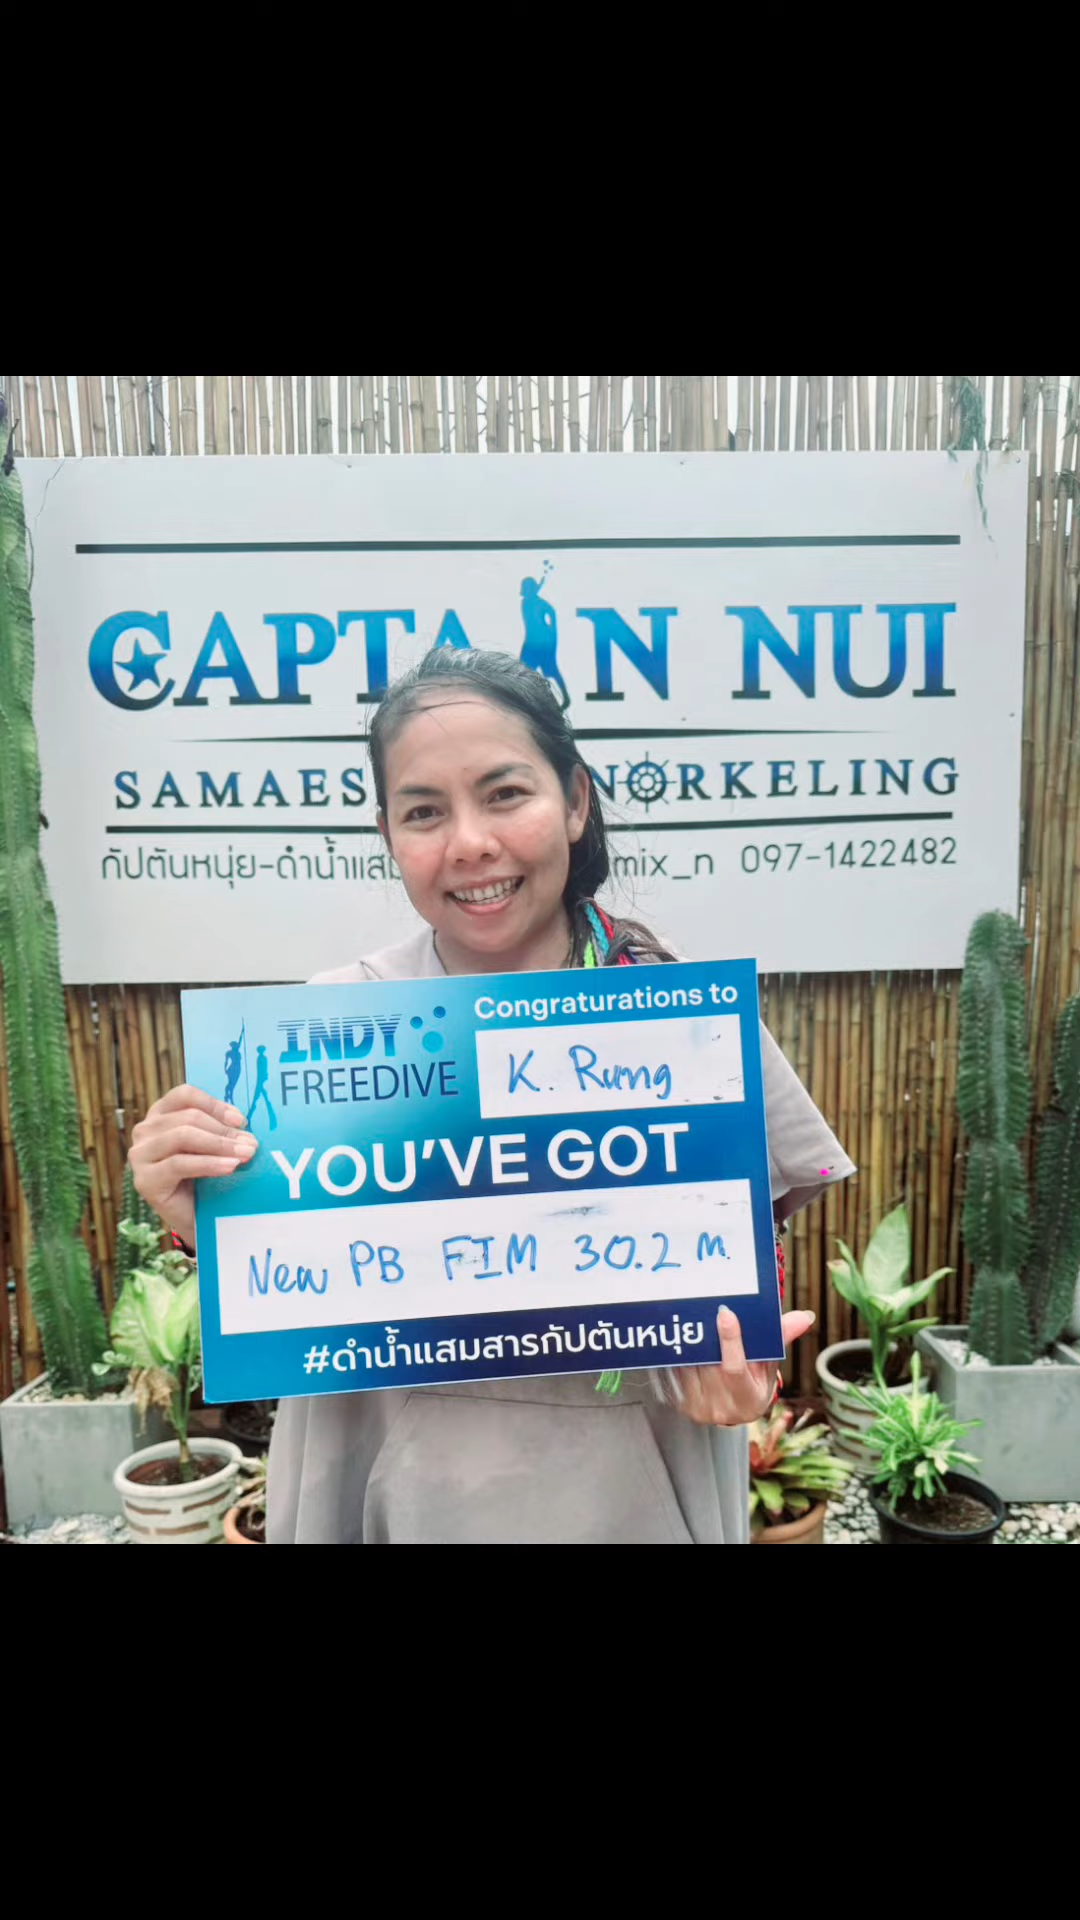 CAPTAIN NUI
SAMAES NORKELING
กัปตันหนุ่ย-ดำน้ำแส mix_n 097-1422482
INDY
FREEDIVE
Congraturations to
K. Rung
YOU'VE GOT
New PB FIM 30.2 m.
#ดำน้ำแสมสารกัปตันหนุ่ย